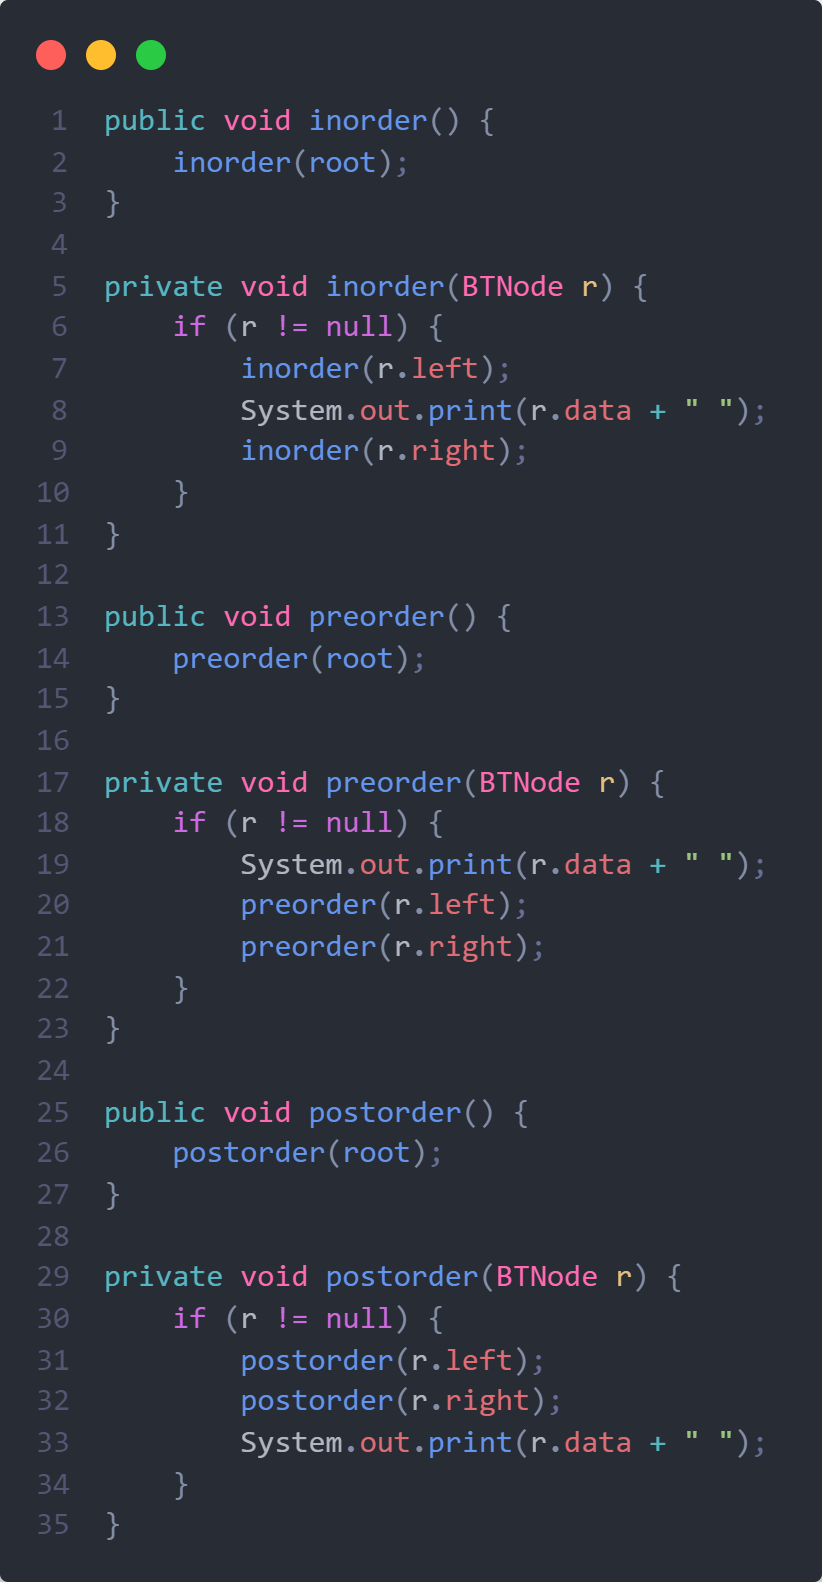 1 public void inorder() {
2     inorder(root);
3 }
4
5 private void inorder(BTNode r) {
6     if (r != null) {
7         inorder(r.left);
8         System.out.print(r.data + " ");
9         inorder(r.right);
10     }
11 }
12
13 public void preorder() {
14     preorder(root);
15 }
16
17 private void preorder(BTNode r) {
18     if (r != null) {
19         System.out.print(r.data + " ");
20         preorder(r.left);
21         preorder(r.right);
22     }
23 }
24
25 public void postorder() {
26     postorder(root);
27 }
28
29 private void postorder(BTNode r) {
30     if (r != null) {
31         postorder(r.left);
32         postorder(r.right);
33         System.out.print(r.data + " ");
34     }
35 }